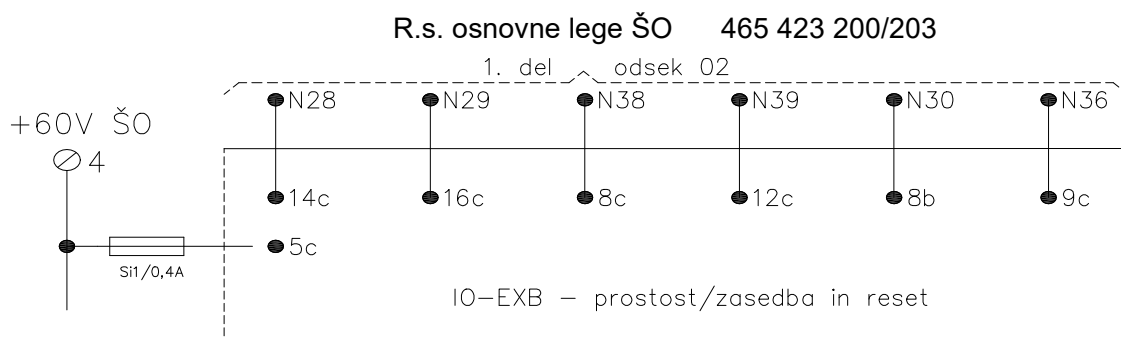 R.s. osnovne lege ŠO 465 423 200/203
1. del odsek 02
N28 N29 N38 N39 N30 N36
+60V ŠO
4
14c 16c 8c 12c 8b 9c
5c
Si1/0,4A
IO-EXB - prostost/zasedba in reset